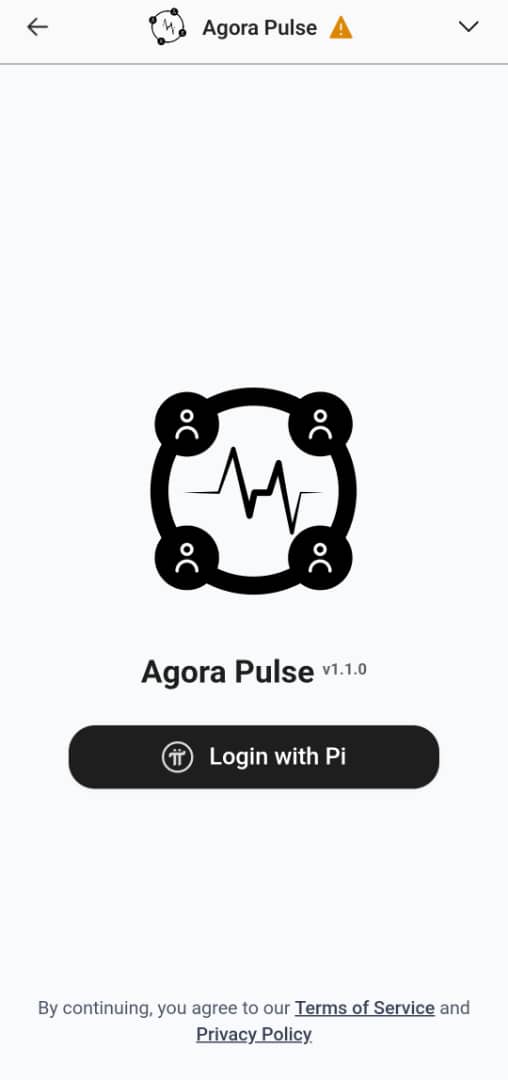 Agora Pulse
Agora Pulse v1.1.0
Login with Pi
By continuing, you agree to our Terms of Service and
Privacy Policy